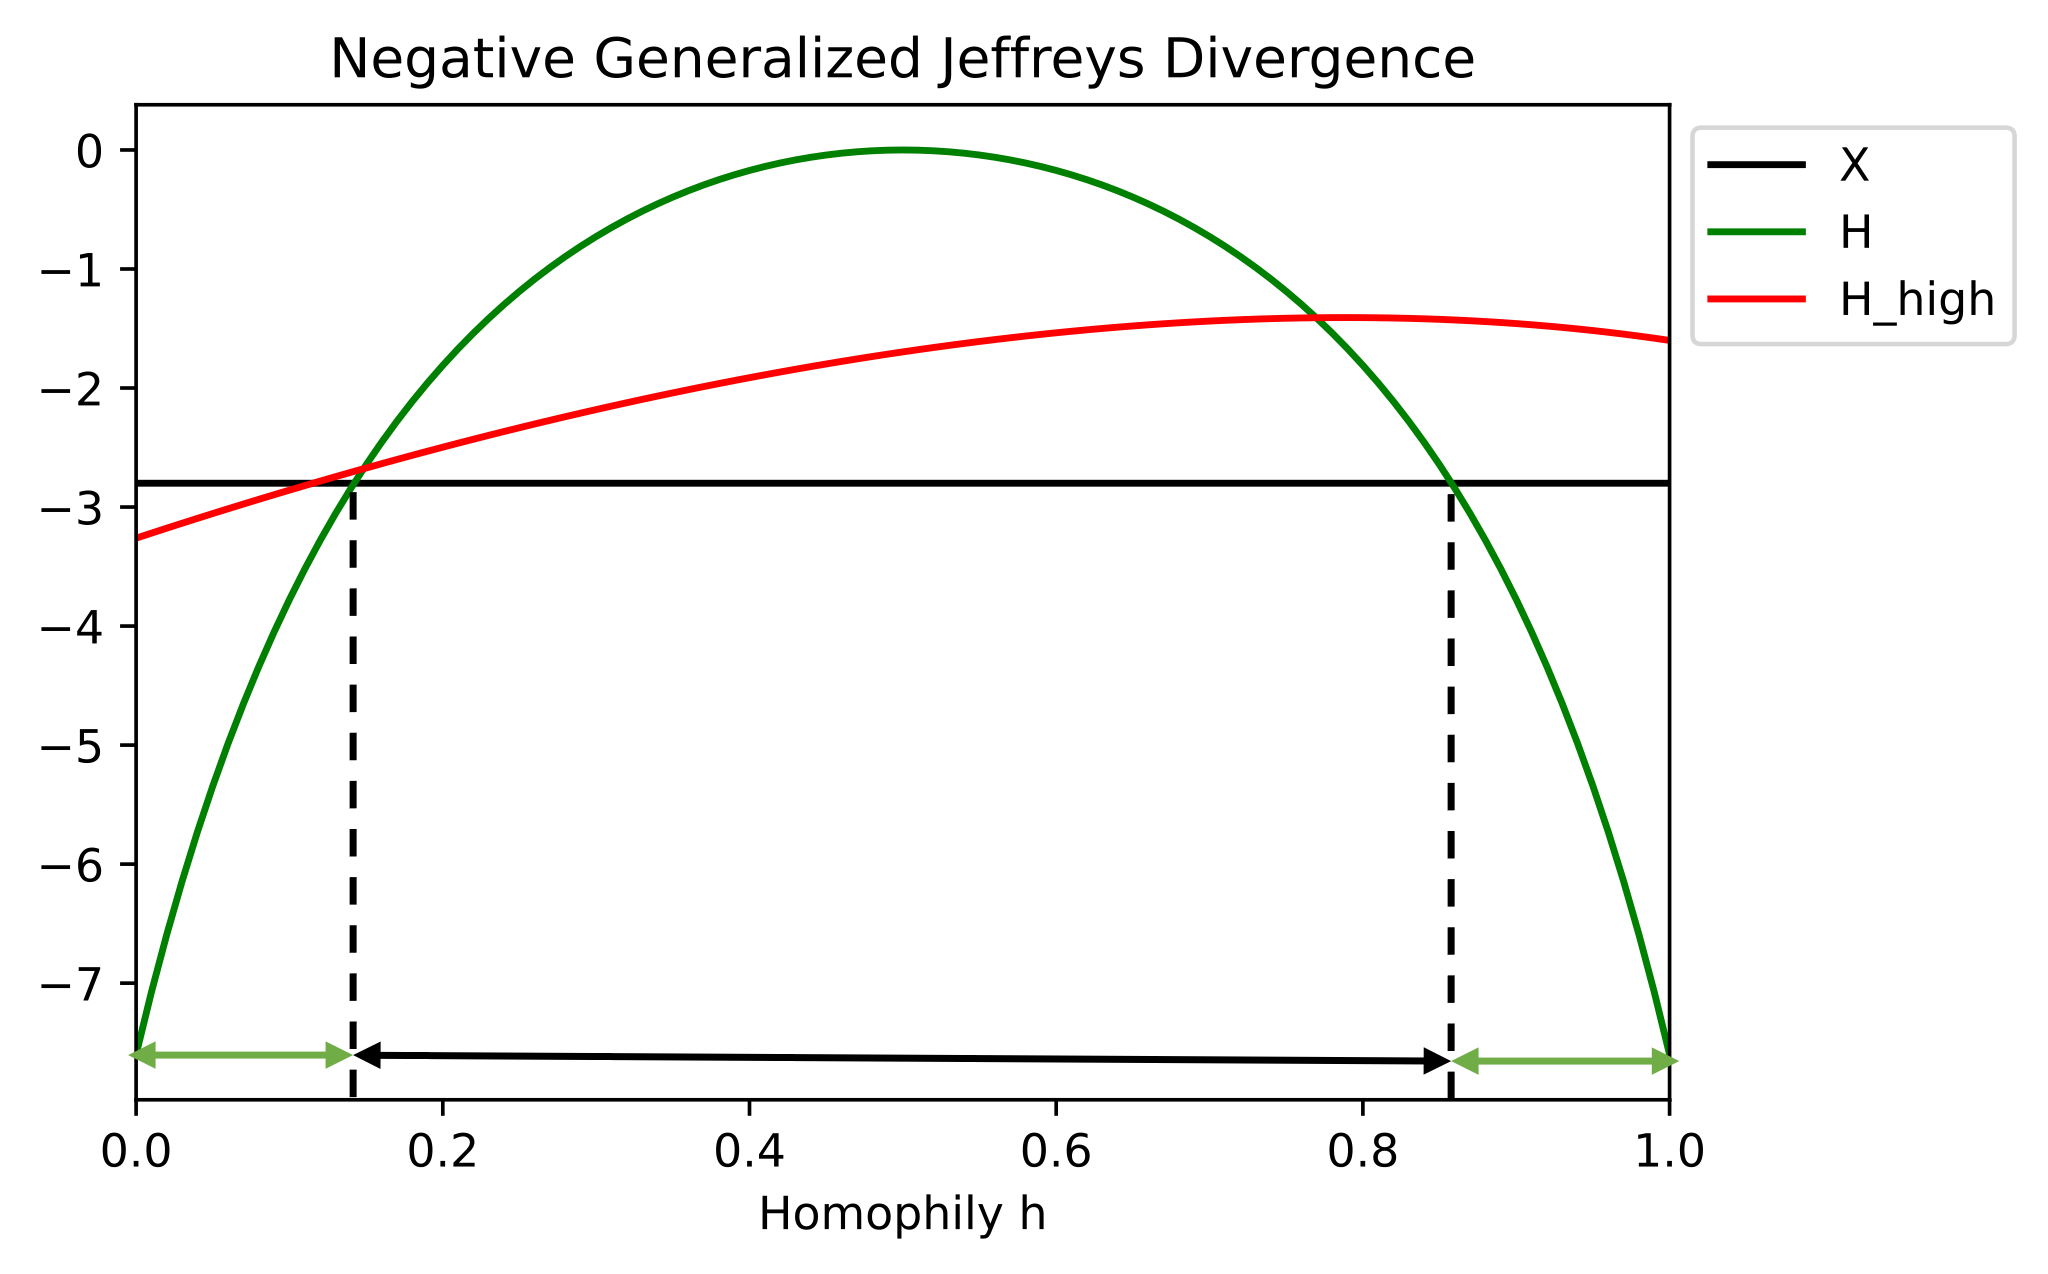 Negative Generalized Jeffreys Divergence
0
−1
−2
−3
−4
−5
−6
−7
0.0 0.2 0.4 0.6 0.8 1.0
Homophily h
X
H
H_high